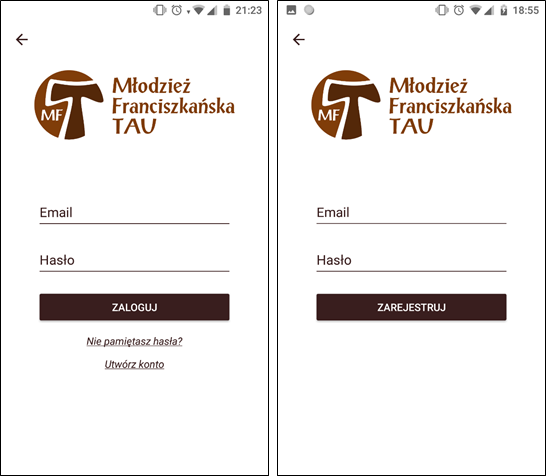 21:23
MF
Młodzież
Franciszkańska
TAU
Email
Hasło
ZALOGUJ
Nie pamiętasz hasła?
Utwórz konto
18:55
MF
Młodzież
Franciszkańska
TAU
Email
Hasło
ZAREJESTRUJ